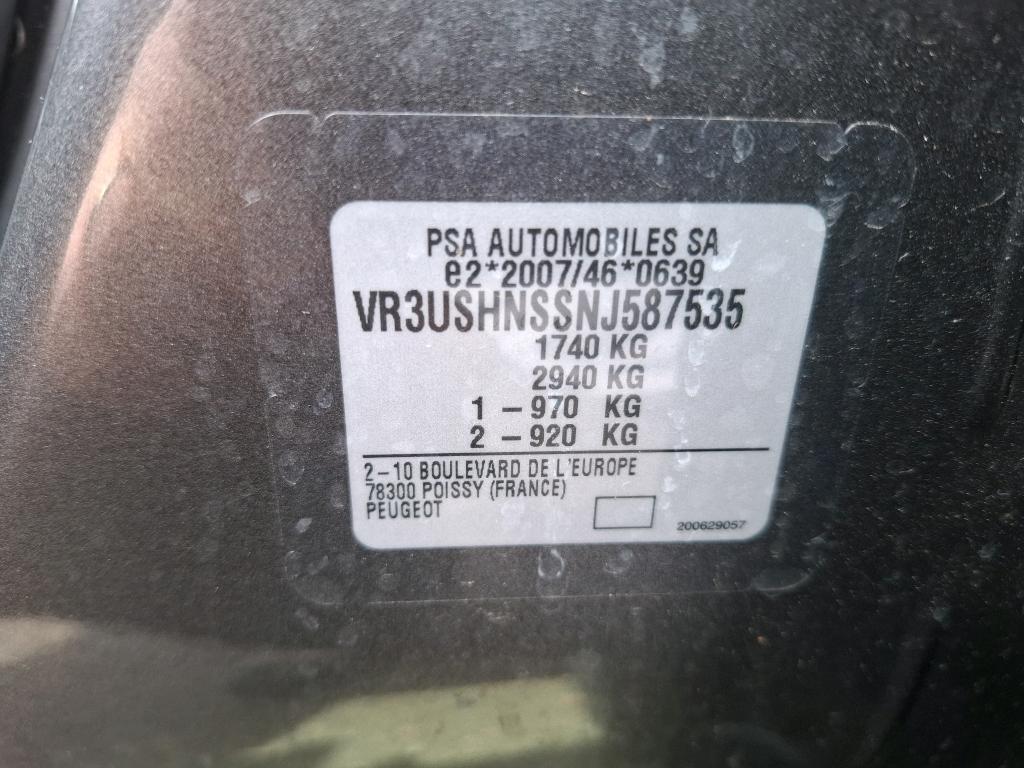 PSA AUTOMOBILES SA
e2*2007/46*0639
VR3USHNSSNJ587535
1740 KG
2940 KG
1 – 970 KG
2 – 920 KG
2–10 BOULEVARD DE L'EUROPE
78300 POISSY (FRANCE)
PEUGEOT
200629057